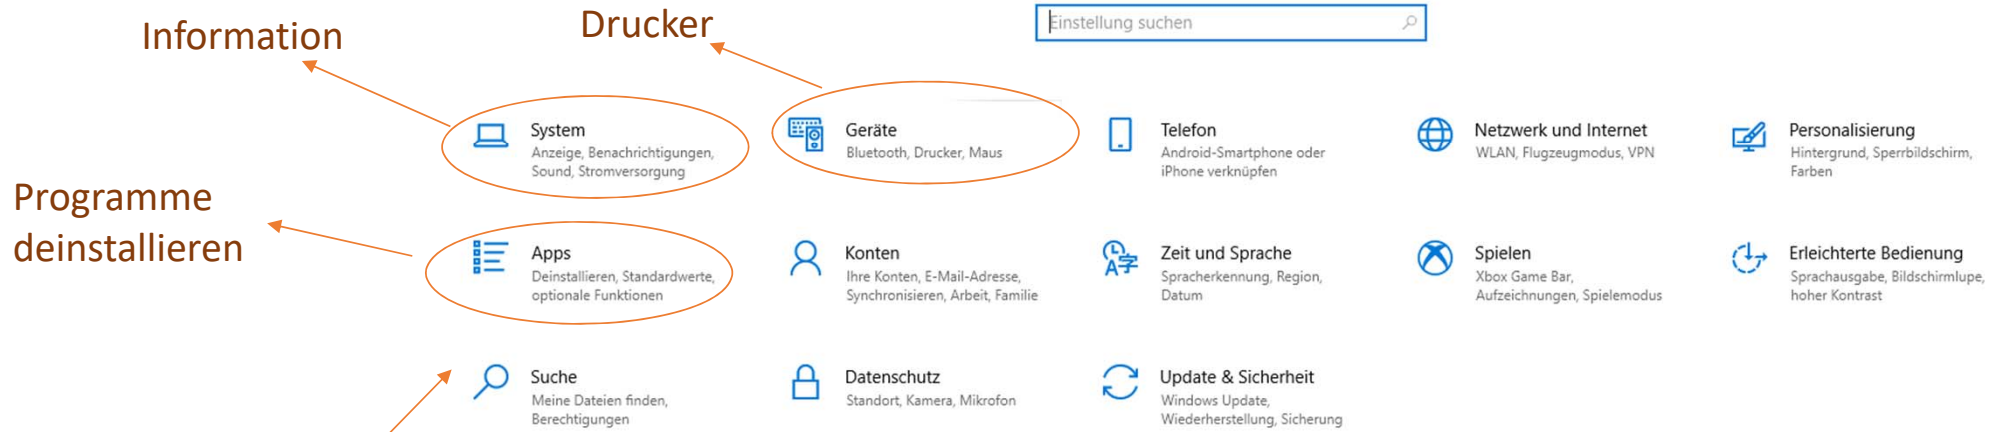 Information
Drucker
Einstellung suchen
System
Anzeige, Benachrichtigungen,
Sound, Stromversorgung
Geräte
Bluetooth, Drucker, Maus
Telefon
Android-Smartphone oder
iPhone verknüpfen
Netzwerk und Internet
WLAN, Flugzeugmodus, VPN
Personalisierung
Hintergrund, Sperrbildschirm,
Farben
Programme
deinstallieren
Apps
Deinstallieren, Standardwerte,
optionale Funktionen
Konten
Ihre Konten, E-Mail-Adresse,
Synchronisieren, Arbeit, Familie
Zeit und Sprache
Spracherkennung, Region,
Datum
Spielen
Xbox Game Bar,
Aufzeichnungen, Spielemodus
Erleichterte Bedienung
Sprachausgabe, Bildschirmlupe,
hoher Kontrast
Suche
Meine Dateien finden,
Berechtigungen
Datenschutz
Standort, Kamera, Mikrofon
Update & Sicherheit
Windows Update,
Wiederherstellung, Sicherung